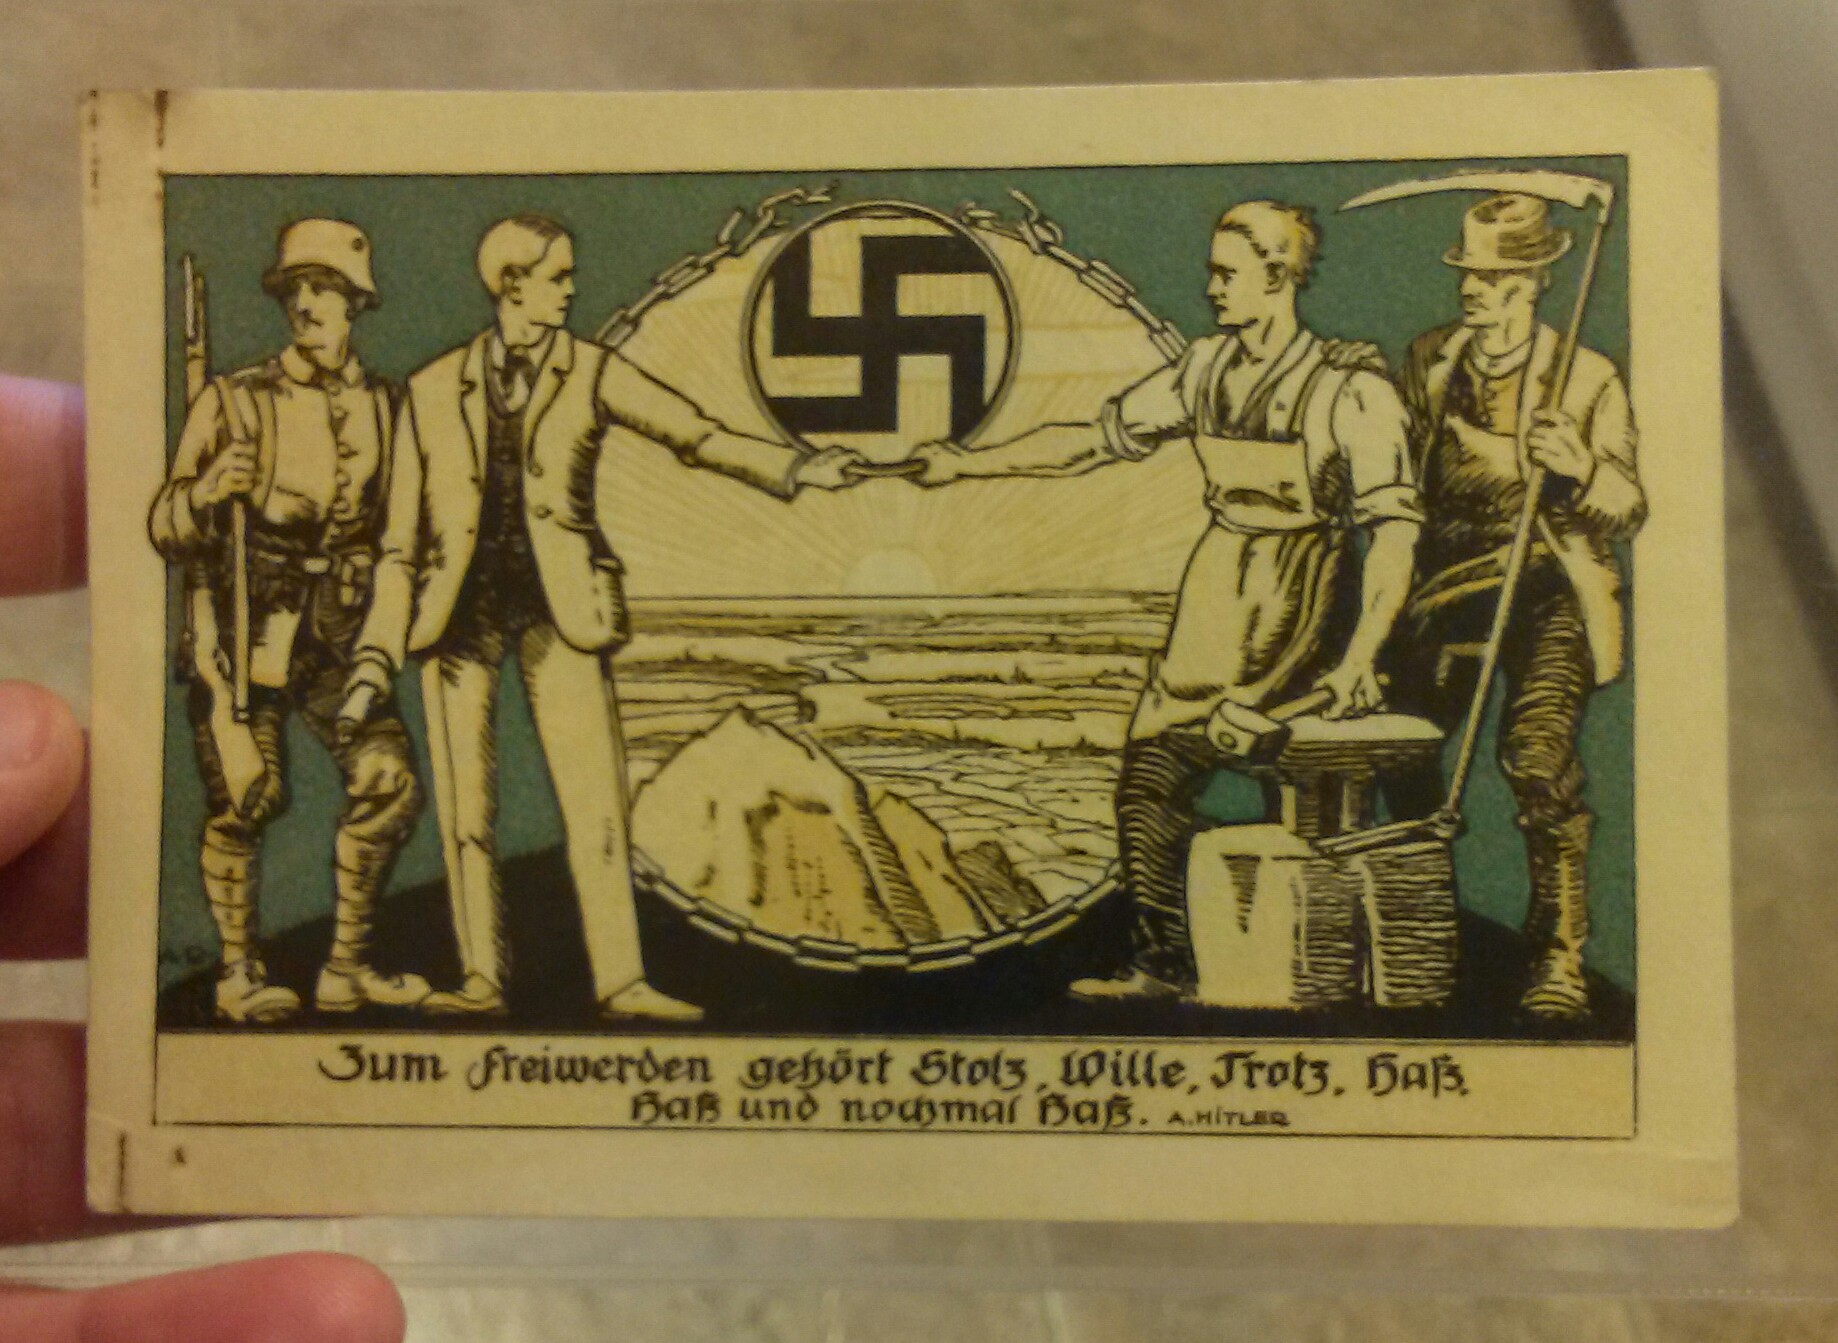 Zum Freiwerden gehört Stolz, Wille, Trotz, Haß,
Haß und nochmal Haß. A. HITLER